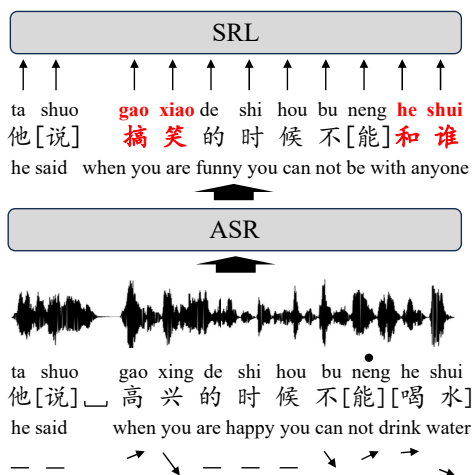 SRL
ta shuo gao xiao de shi hou bu neng he shui
他[说] 搞笑的时候不[能]和谁
he said when you are funny you can not be with anyone
ASR
ta shuo gao xing de shi hou bu neng he shui
他[说]⎵高兴的时候不[能][喝水]
he said when you are happy you can not drink water